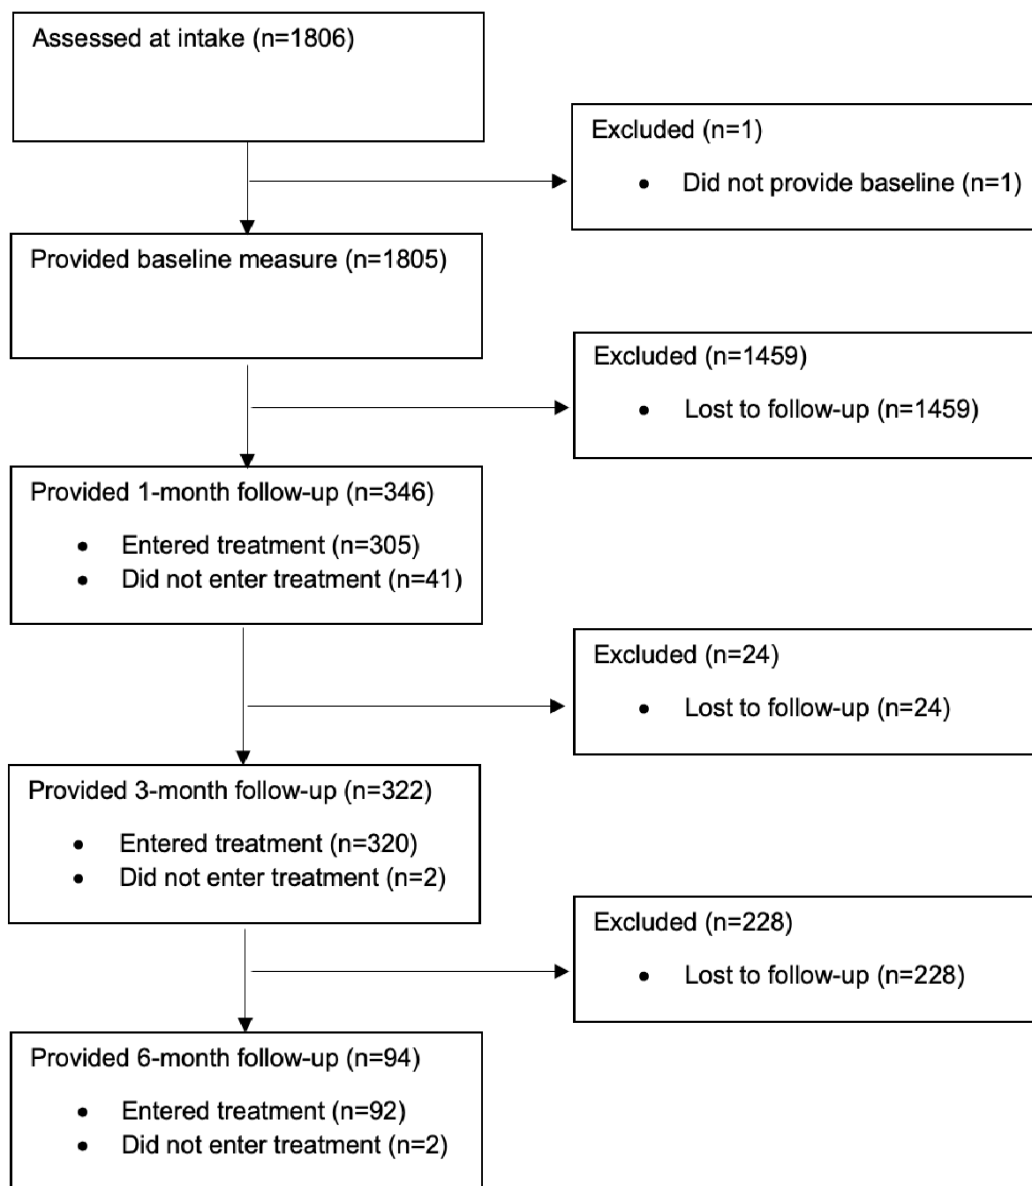 Assessed at intake (n=1806)
Excluded (n=1)
• Did not provide baseline (n=1)
Provided baseline measure (n=1805)
Excluded (n=1459)
• Lost to follow-up (n=1459)
Provided 1-month follow-up (n=346)
• Entered treatment (n=305)
• Did not enter treatment (n=41)
Excluded (n=24)
• Lost to follow-up (n=24)
Provided 3-month follow-up (n=322)
• Entered treatment (n=320)
• Did not enter treatment (n=2)
Excluded (n=228)
• Lost to follow-up (n=228)
Provided 6-month follow-up (n=94)
• Entered treatment (n=92)
• Did not enter treatment (n=2)